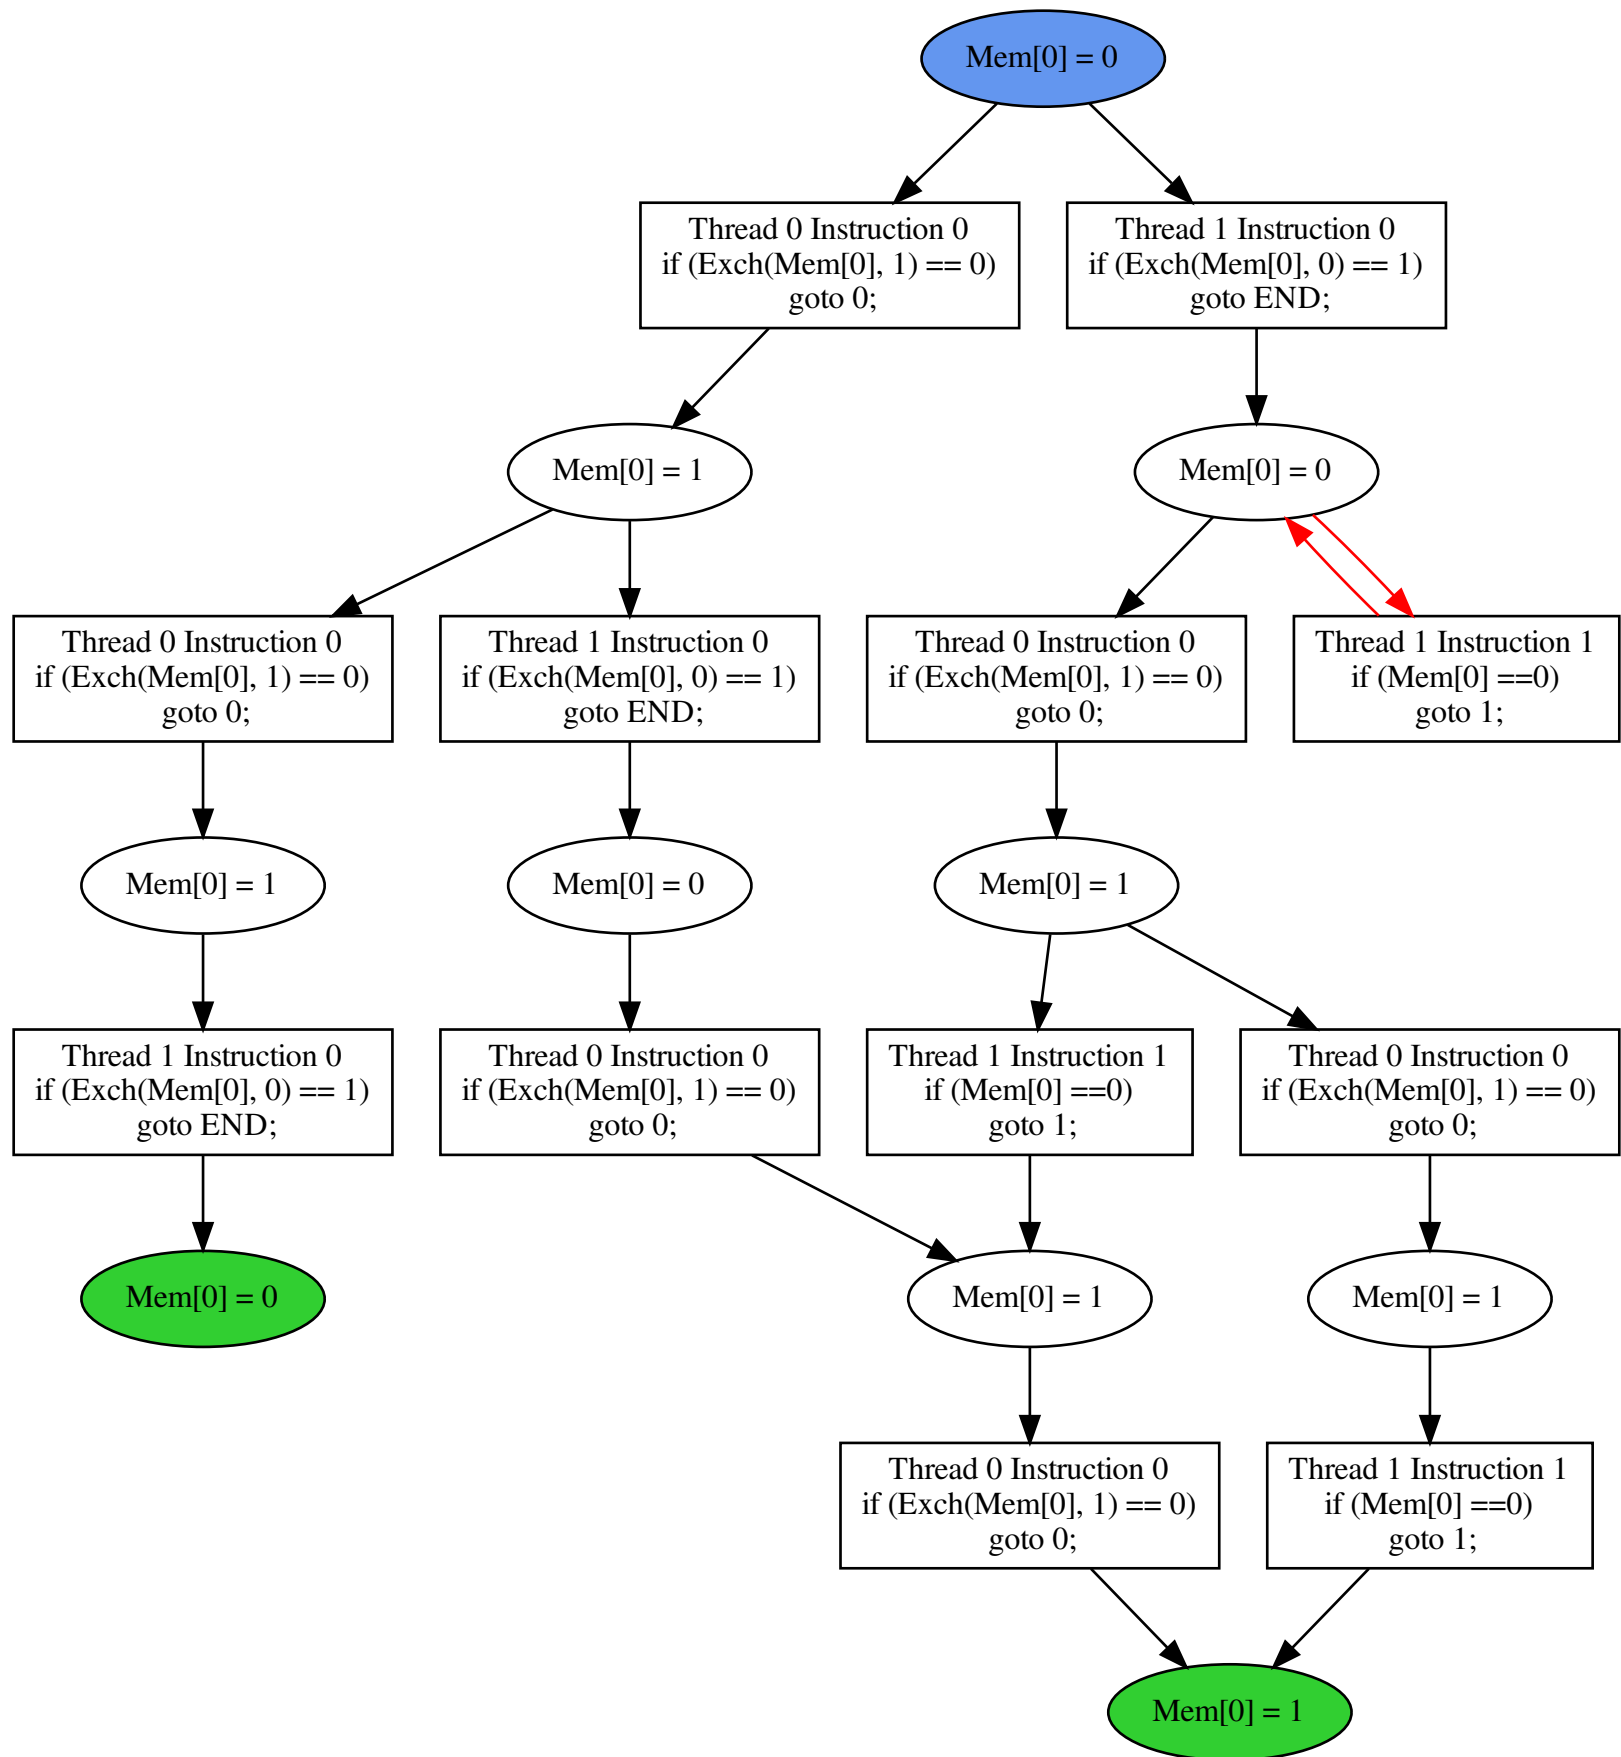 Mem[0] = 0
Thread 0 Instruction 0
if (Exch(Mem[0], 1) == 0)
goto 0;
Thread 1 Instruction 0
if (Exch(Mem[0], 0) == 1)
goto END;
Mem[0] = 1
Mem[0] = 0
Thread 0 Instruction 0
if (Exch(Mem[0], 1) == 0)
goto 0;
Thread 1 Instruction 0
if (Exch(Mem[0], 0) == 1)
goto END;
Thread 0 Instruction 0
if (Exch(Mem[0], 1) == 0)
goto 0;
Thread 1 Instruction 1
if (Mem[0] ==0)
goto 1;
Mem[0] = 1
Mem[0] = 0
Mem[0] = 1
Thread 1 Instruction 0
if (Exch(Mem[0], 0) == 1)
goto END;
Thread 0 Instruction 0
if (Exch(Mem[0], 1) == 0)
goto 0;
Thread 1 Instruction 1
if (Mem[0] ==0)
goto 1;
Thread 0 Instruction 0
if (Exch(Mem[0], 1) == 0)
goto 0;
Mem[0] = 0
Mem[0] = 1
Mem[0] = 1
Thread 0 Instruction 0
if (Exch(Mem[0], 1) == 0)
goto 0;
Thread 1 Instruction 1
if (Mem[0] ==0)
goto 1;
Mem[0] = 1